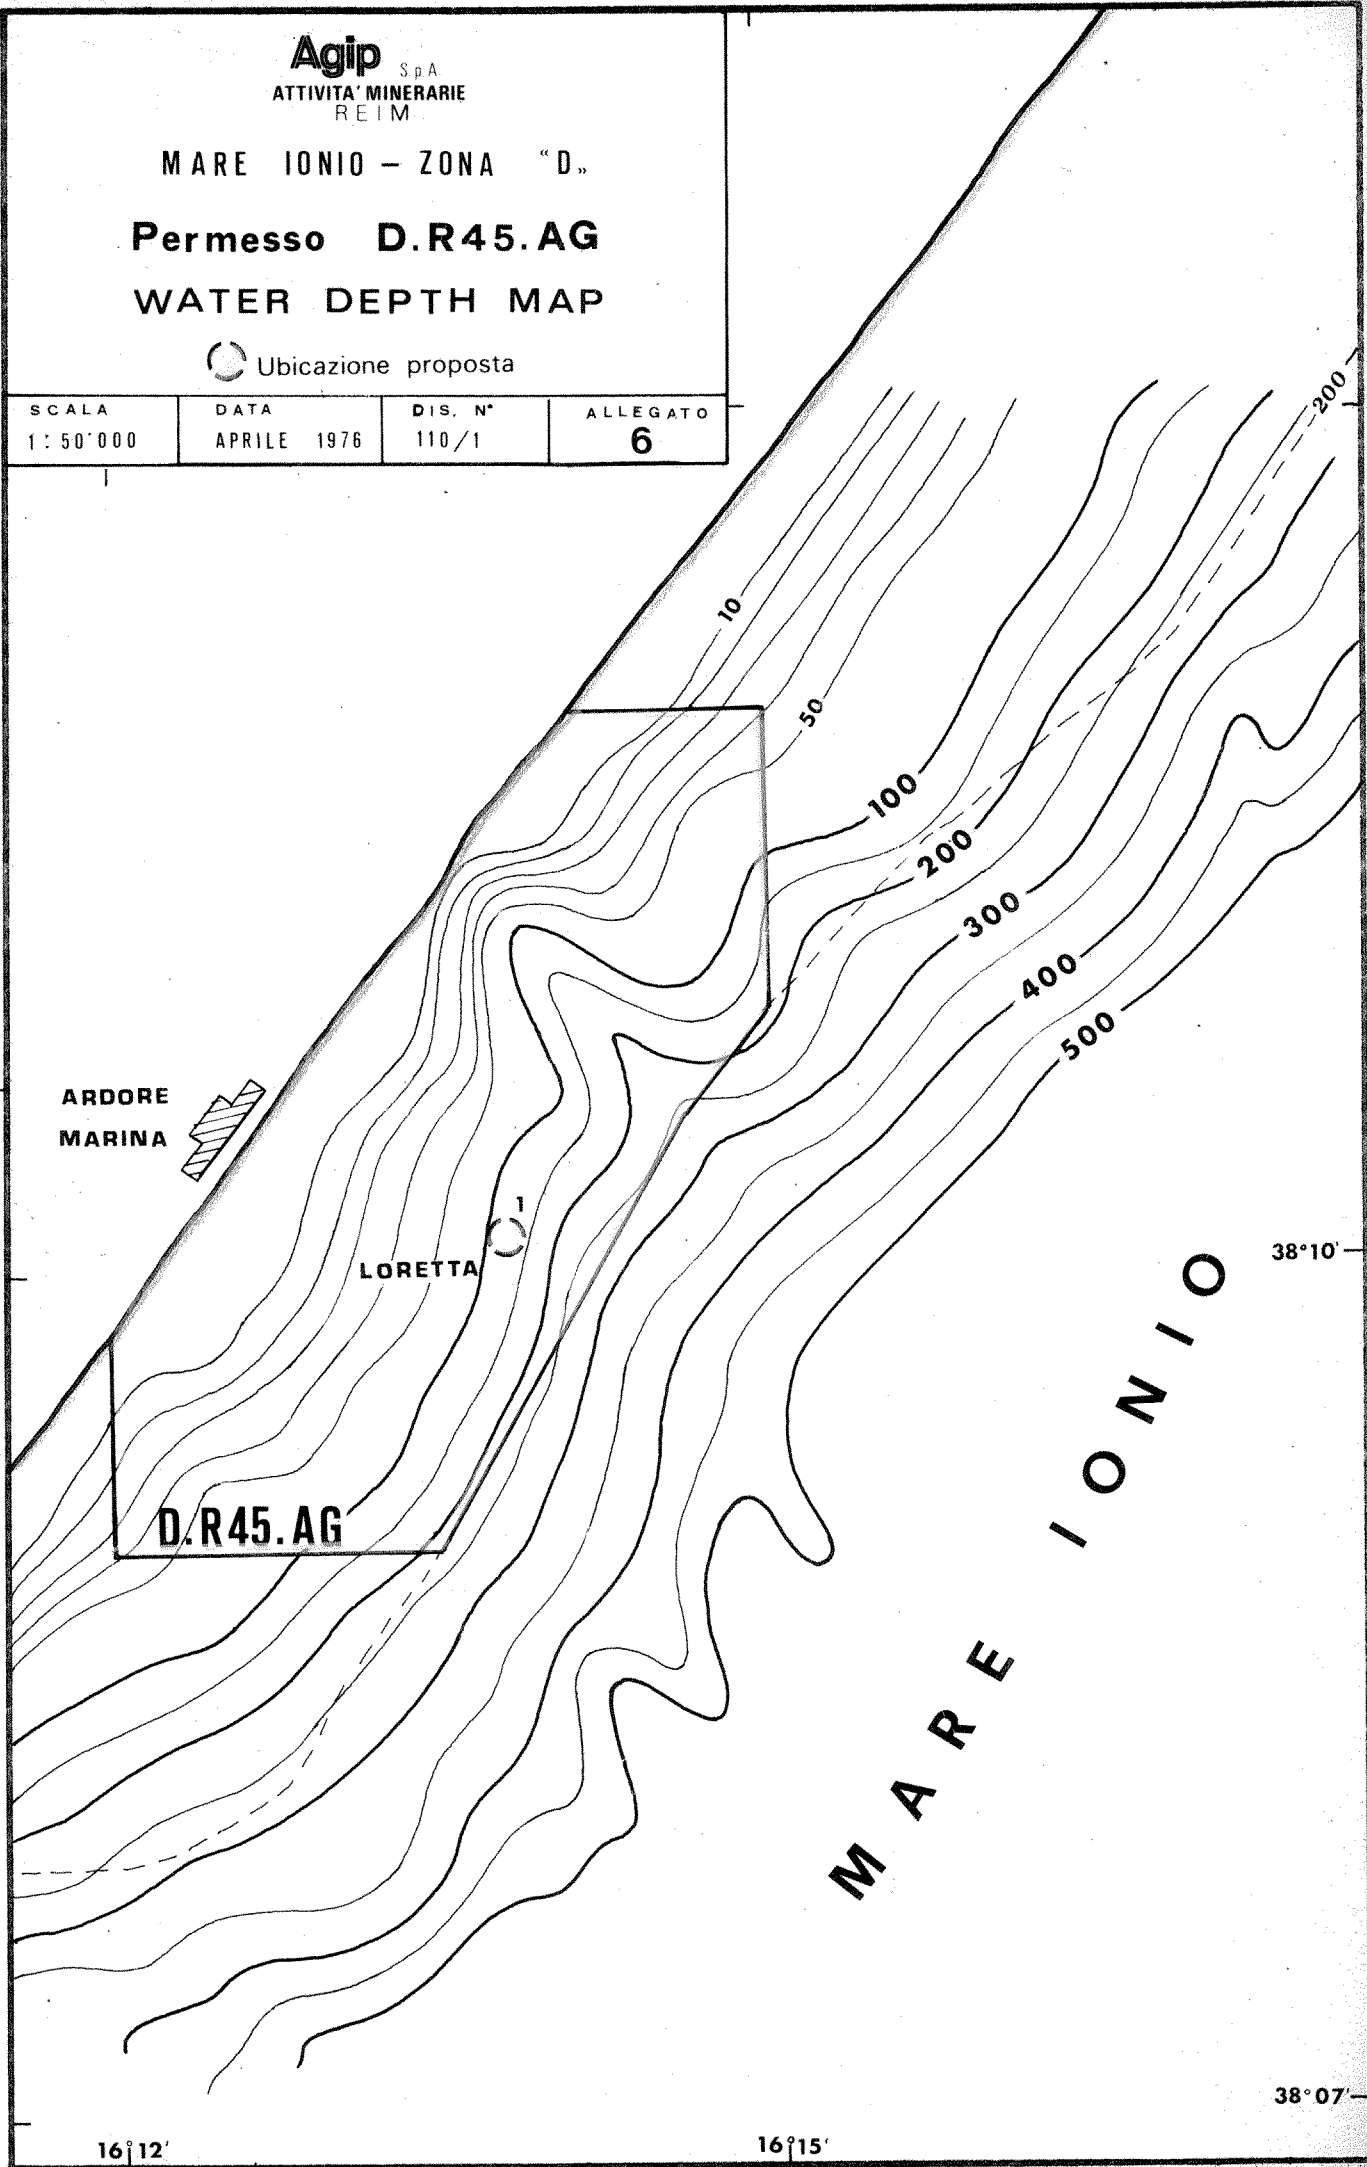 Agip SpA
ATTIVITA' MINERARIE
REIM
MARE IONIO – ZONA "D„
Permesso D.R45.AG
WATER DEPTH MAP
Ubicazione proposta
SCALA
1:50'000
DATA
APRILE 1976
DIS. N°
110/1
ALLEGATO
6
200
10
50
100
200
300
400
500
ARDORE
MARINA
1
LORETTA
38°10'
D.R45.AG
MARE IONIO
38°07'
16°12'
16°15'